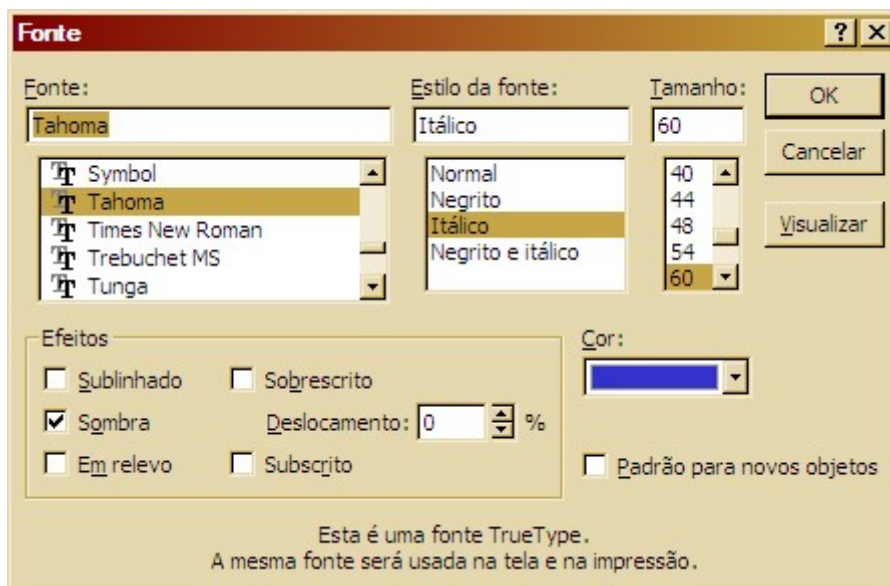 Fonte
Fonte: Estilo da fonte: Tamanho: OK
Tahoma Itálico 60
Cancelar
Symbol Normal 40
Tahoma Negrito 44
Times New Roman Itálico 48 Visualizar
Trebuchet MS Negrito e itálico 54
Tunga 60
Efeitos Cor:
Sublinhado Sobrescrito
Sombra Deslocamento: 0 %
Em relevo Subscrito Padrão para novos objetos
Esta é uma fonte TrueType.
A mesma fonte será usada na tela e na impressão.